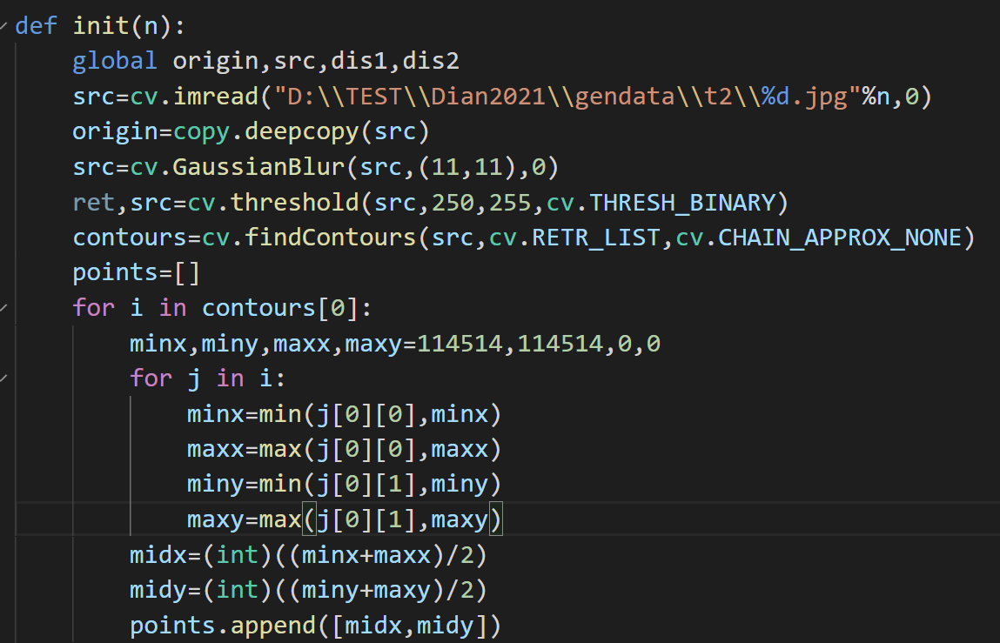 def init(n):
    global origin,src,dis1,dis2
    src=cv.imread("D:\\TEST\\Dian2021\\gendata\\t2\\%d.jpg"%n,0)
    origin=copy.deepcopy(src)
    src=cv.GaussianBlur(src,(11,11),0)
    ret,src=cv.threshold(src,250,255,cv.THRESH_BINARY)
    contours=cv.findContours(src,cv.RETR_LIST,cv.CHAIN_APPROX_NONE)
    points=[]
    for i in contours[0]:
        minx,miny,maxx,maxy=114514,114514,0,0
        for j in i:
            minx=min(j[0][0],minx)
            maxx=max(j[0][0],maxx)
            miny=min(j[0][1],miny)
            maxy=max(j[0][1],maxy)
        midx=(int)((minx+maxx)/2)
        midy=(int)((miny+maxy)/2)
        points.append([midx,midy])